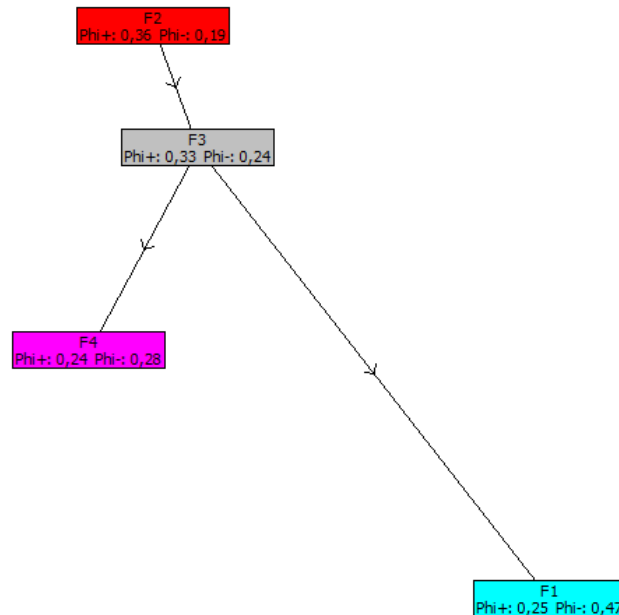 F2
Phi+: 0,36 Phi-: 0,19
F3
Phi+: 0,33 Phi-: 0,24
F4
Phi+: 0,24 Phi-: 0,28
F1
Phi+: 0,25 Phi-: 0,47